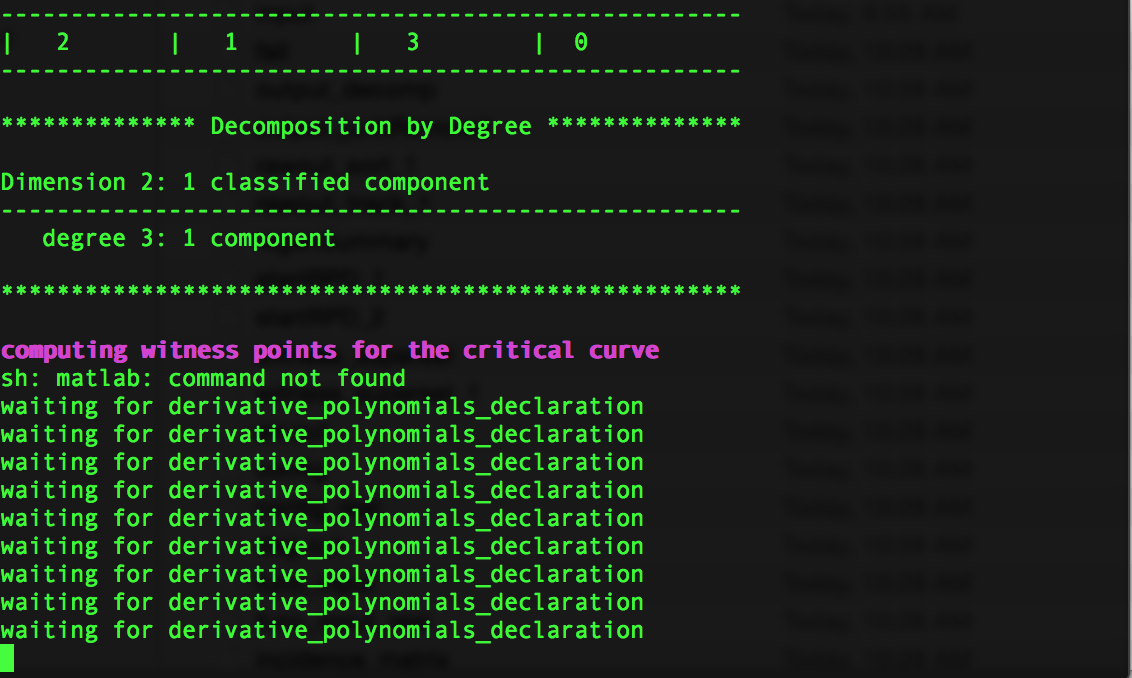 -----------------------------------------------------
|   2       |   1        |   3        |  0
-----------------------------------------------------
************** Decomposition by Degree **************
Dimension 2: 1 classified component
-----------------------------------------------------
   degree 3: 1 component
*****************************************************
computing witness points for the critical curve
sh: matlab: command not found
waiting for derivative_polynomials_declaration
waiting for derivative_polynomials_declaration
waiting for derivative_polynomials_declaration
waiting for derivative_polynomials_declaration
waiting for derivative_polynomials_declaration
waiting for derivative_polynomials_declaration
waiting for derivative_polynomials_declaration
waiting for derivative_polynomials_declaration
waiting for derivative_polynomials_declaration